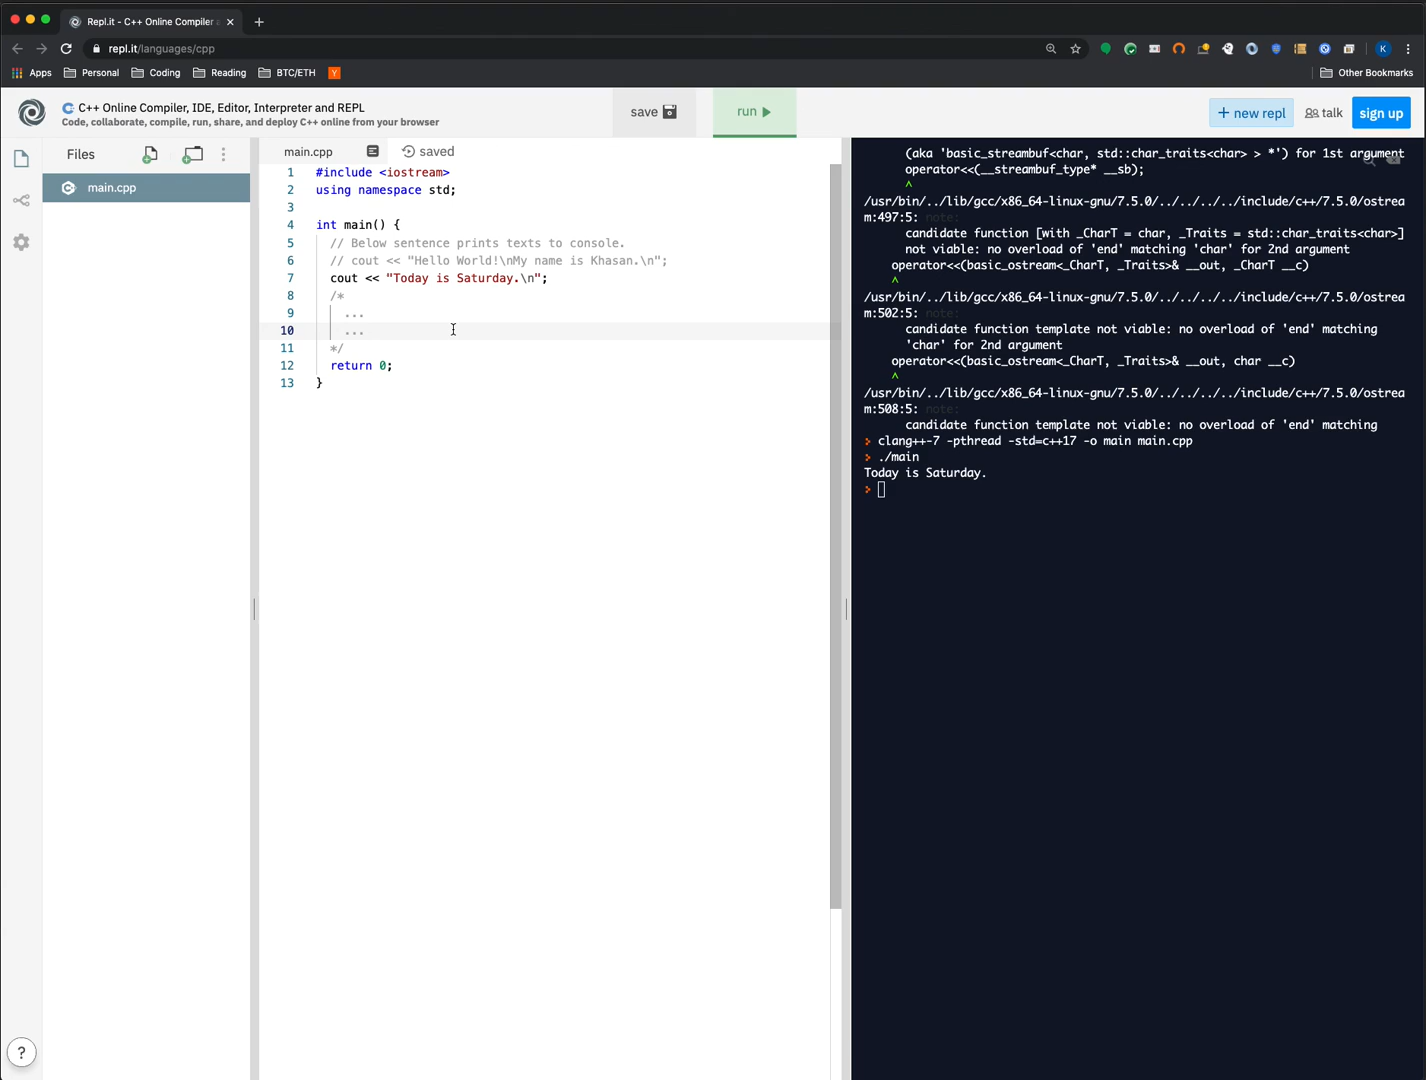 Repl.it - C++ Online Compiler
repl.it/languages/cpp
K
Apps Personal Coding Reading BTC/ETH Y Other Bookmarks
C++ Online Compiler, IDE, Editor, Interpreter and REPL
Code, collaborate, compile, run, share, and deploy C++ online from your browser
save run + new repl talk sign up
Files
main.cpp
main.cpp saved
1 #include <iostream>
2 using namespace std;
3
4 int main() {
5 // Below sentence prints texts to console.
6 // cout << "Hello World!\nMy name is Khasan.\n";
7 cout << "Today is Saturday.\n";
8 /*
9 ...
10 ...
11 */
12 return 0;
13 }
(aka 'basic_streambuf<char, std::char_traits<char> > *') for 1st argument
operator<<(__streambuf_type* __sb);
^
/usr/bin/../lib/gcc/x86_64-linux-gnu/7.5.0/../../../../include/c++/7.5.0/ostrea
m:497:5: note:
candidate function [with _CharT = char, _Traits = std::char_traits<char>]
not viable: no overload of 'end' matching 'char' for 2nd argument
operator<<(basic_ostream<_CharT, _Traits>& __out, _CharT __c)
^
/usr/bin/../lib/gcc/x86_64-linux-gnu/7.5.0/../../../../include/c++/7.5.0/ostrea
m:502:5: note:
candidate function template not viable: no overload of 'end' matching
'char' for 2nd argument
operator<<(basic_ostream<_CharT, _Traits>& __out, char __c)
^
/usr/bin/../lib/gcc/x86_64-linux-gnu/7.5.0/../../../../include/c++/7.5.0/ostrea
m:508:5: note:
candidate function template not viable: no overload of 'end' matching
> clang++-7 -pthread -std=c++17 -o main main.cpp
> ./main
Today is Saturday.
>
?